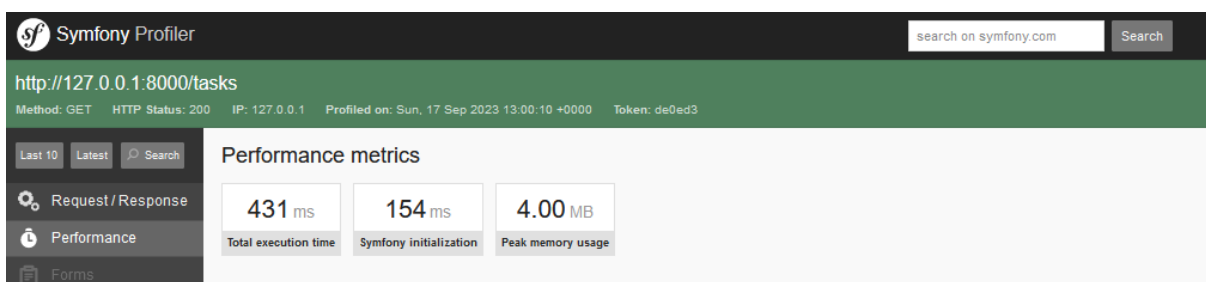 sf Symfony Profiler
search on symfony.com Search
http://127.0.0.1:8000/tasks
Method: GET HTTP Status: 200 IP: 127.0.0.1 Profiled on: Sun, 17 Sep 2023 13:00:10 +0000 Token: de0ed3
Last 10 Latest Search
Performance metrics
Request / Response
431 ms 154 ms 4.00 MB
Total execution time Symfony initialization Peak memory usage
Performance
Forms